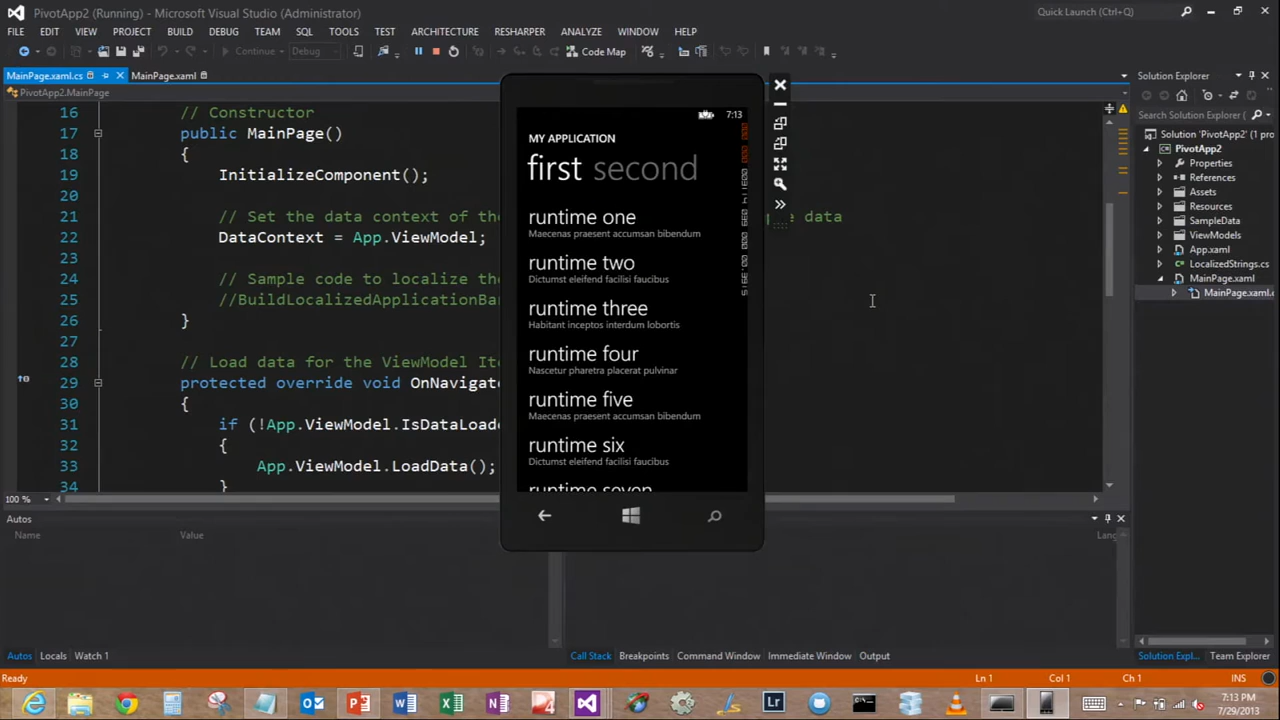 PivotApp2 (Running) - Microsoft Visual Studio (Administrator)
Quick Launch (Ctrl+Q)
FILE EDIT VIEW PROJECT BUILD DEBUG TEAM SQL TOOLS TEST ARCHITECTURE RESHARPER ANALYZE WINDOW HELP
Continue Debug Code Map
MainPage.xaml.cs MainPage.xaml
PivotApp2.MainPage
16 // Constructor
17 public MainPage()
18 {
19 InitializeComponent();
20
21 // Set the data context of the
data
22 DataContext = App.ViewModel;
23
24 // Sample code to localize the
25 //BuildLocalizedApplicationBa
26 }
27
28 // Load data for the ViewModel Ite
29 protected override void OnNavigate
30 {
31 if (!App.ViewModel.IsDataLoade
32 {
33 App.ViewModel.LoadData();
34 }
100 %
7:13
MY APPLICATION
first second
runtime one
Maecenas praesent accumsan bibendum
runtime two
Dictumst eleifend facilisi faucibus
runtime three
Habitant inceptos interdum lobortis
runtime four
Nascetur pharetra placerat pulvinar
runtime five
Maecenas praesent accumsan bibendum
runtime six
Dictumst eleifend facilisi faucibus
runtime seven
Solution Explorer
Search Solution Explorer (
Solution 'PivotApp2' (1 pro
PivotApp2
Properties
References
Assets
Resources
SampleData
ViewModels
App.xaml
LocalizedStrings.cs
MainPage.xaml
MainPage.xaml.c
Autos
Name Value
Lang
Autos Locals Watch 1
Call Stack Breakpoints Command Window Immediate Window Output
Solution Expl... Team Explorer
Ready
Ln 1 Col 1 Ch 1 INS
7:13 PM
7/29/2013